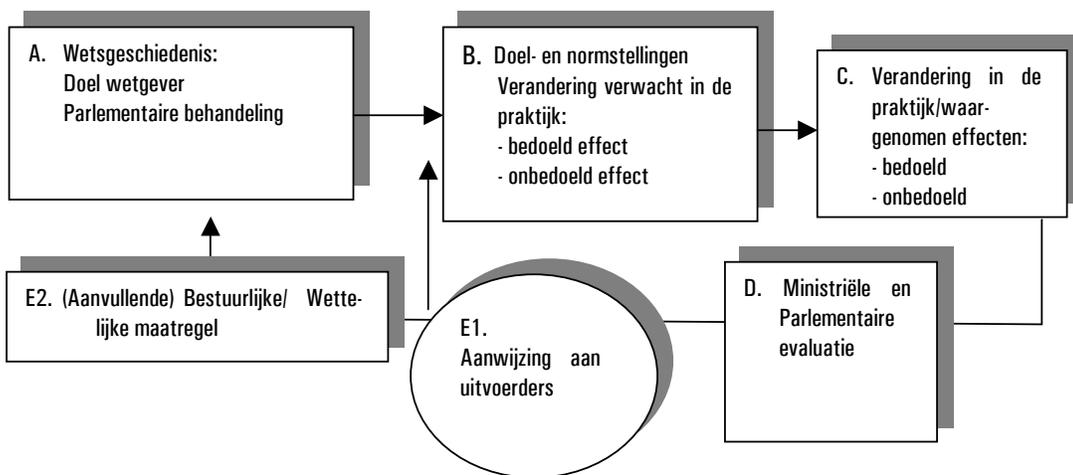 A. Wetsgeschiedenis:
Doel wetgever
Parlementaire behandeling
B. Doel- en normstellingen
Verandering verwacht in de
praktijk:
- bedoeld effect
- onbedoeld effect
C. Verandering in de
praktijk/waar-
genomen effecten:
- bedoeld
- onbedoeld
E2. (Aanvullende) Bestuurlijke/ Wette-
lijke maatregel
E1.
Aanwijzing aan
uitvoerders
D. Ministriële en
Parlementaire
evaluatie